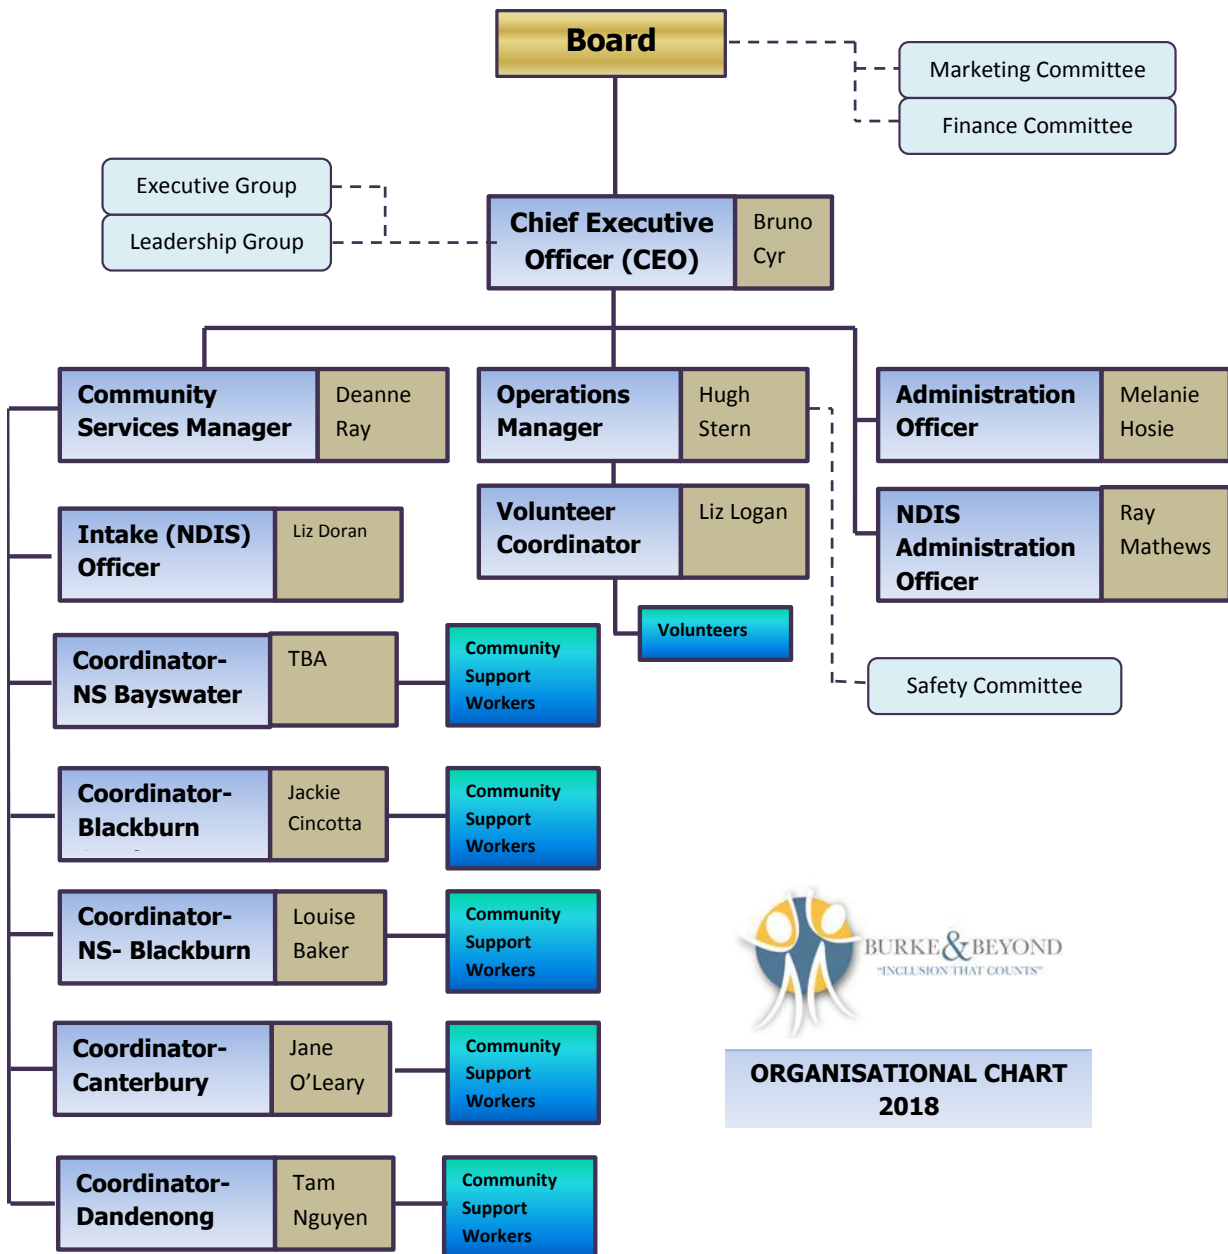 Board
Marketing Committee
Finance Committee
Executive Group
Leadership Group
Chief Executive
Officer (CEO)
Bruno
Cyr
Community
Services Manager
Deanne
Ray
Operations
Manager
Hugh
Stern
Administration
Officer
Melanie
Hosie
Intake (NDIS)
Officer
Liz Doran
Volunteer
Coordinator
Liz Logan
NDIS
Administration
Officer
Ray
Mathews
Volunteers
Coordinator-
NS Bayswater
TBA
Community
Support
Workers
Safety Committee
Coordinator-
Blackburn
Jackie
Cincotta
Community
Support
Workers
Coordinator-
NS- Blackburn
Louise
Baker
Community
Support
Workers
BURKE & BEYOND
"INCLUSION THAT COUNTS"
Coordinator-
Canterbury
Jane
O’Leary
Community
Support
Workers
ORGANISATIONAL CHART
2018
Coordinator-
Dandenong
Tam
Nguyen
Community
Support
Workers